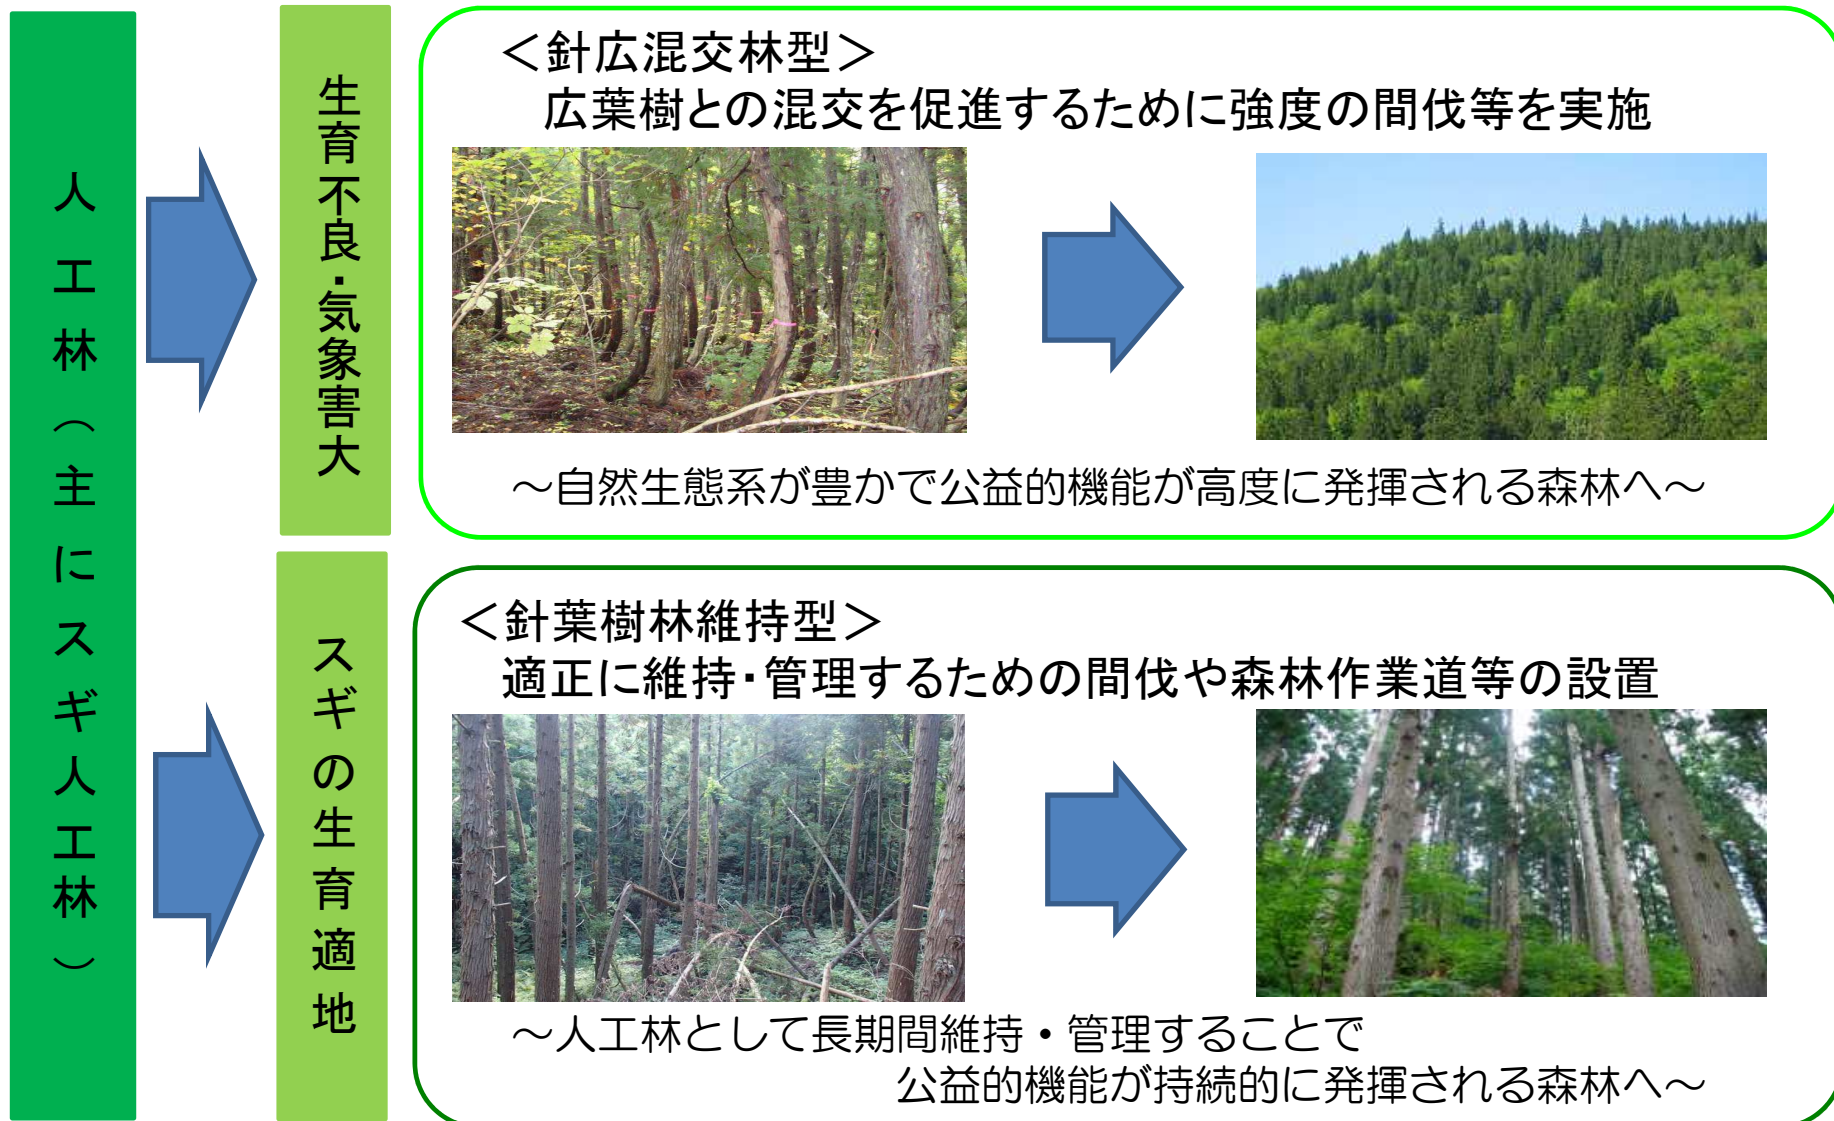 人工林（主にスギ人工林）
生育不良・気象害大
＜針広混交林型＞
広葉樹との混交を促進するために強度の間伐等を実施
～自然生態系が豊かで公益的機能が高度に発揮される森林へ～
スギの生育適地
＜針葉樹林維持型＞
適正に維持・管理するための間伐や森林作業道等の設置
～人工林として長期間維持・管理することで
公益的機能が持続的に発揮される森林へ～